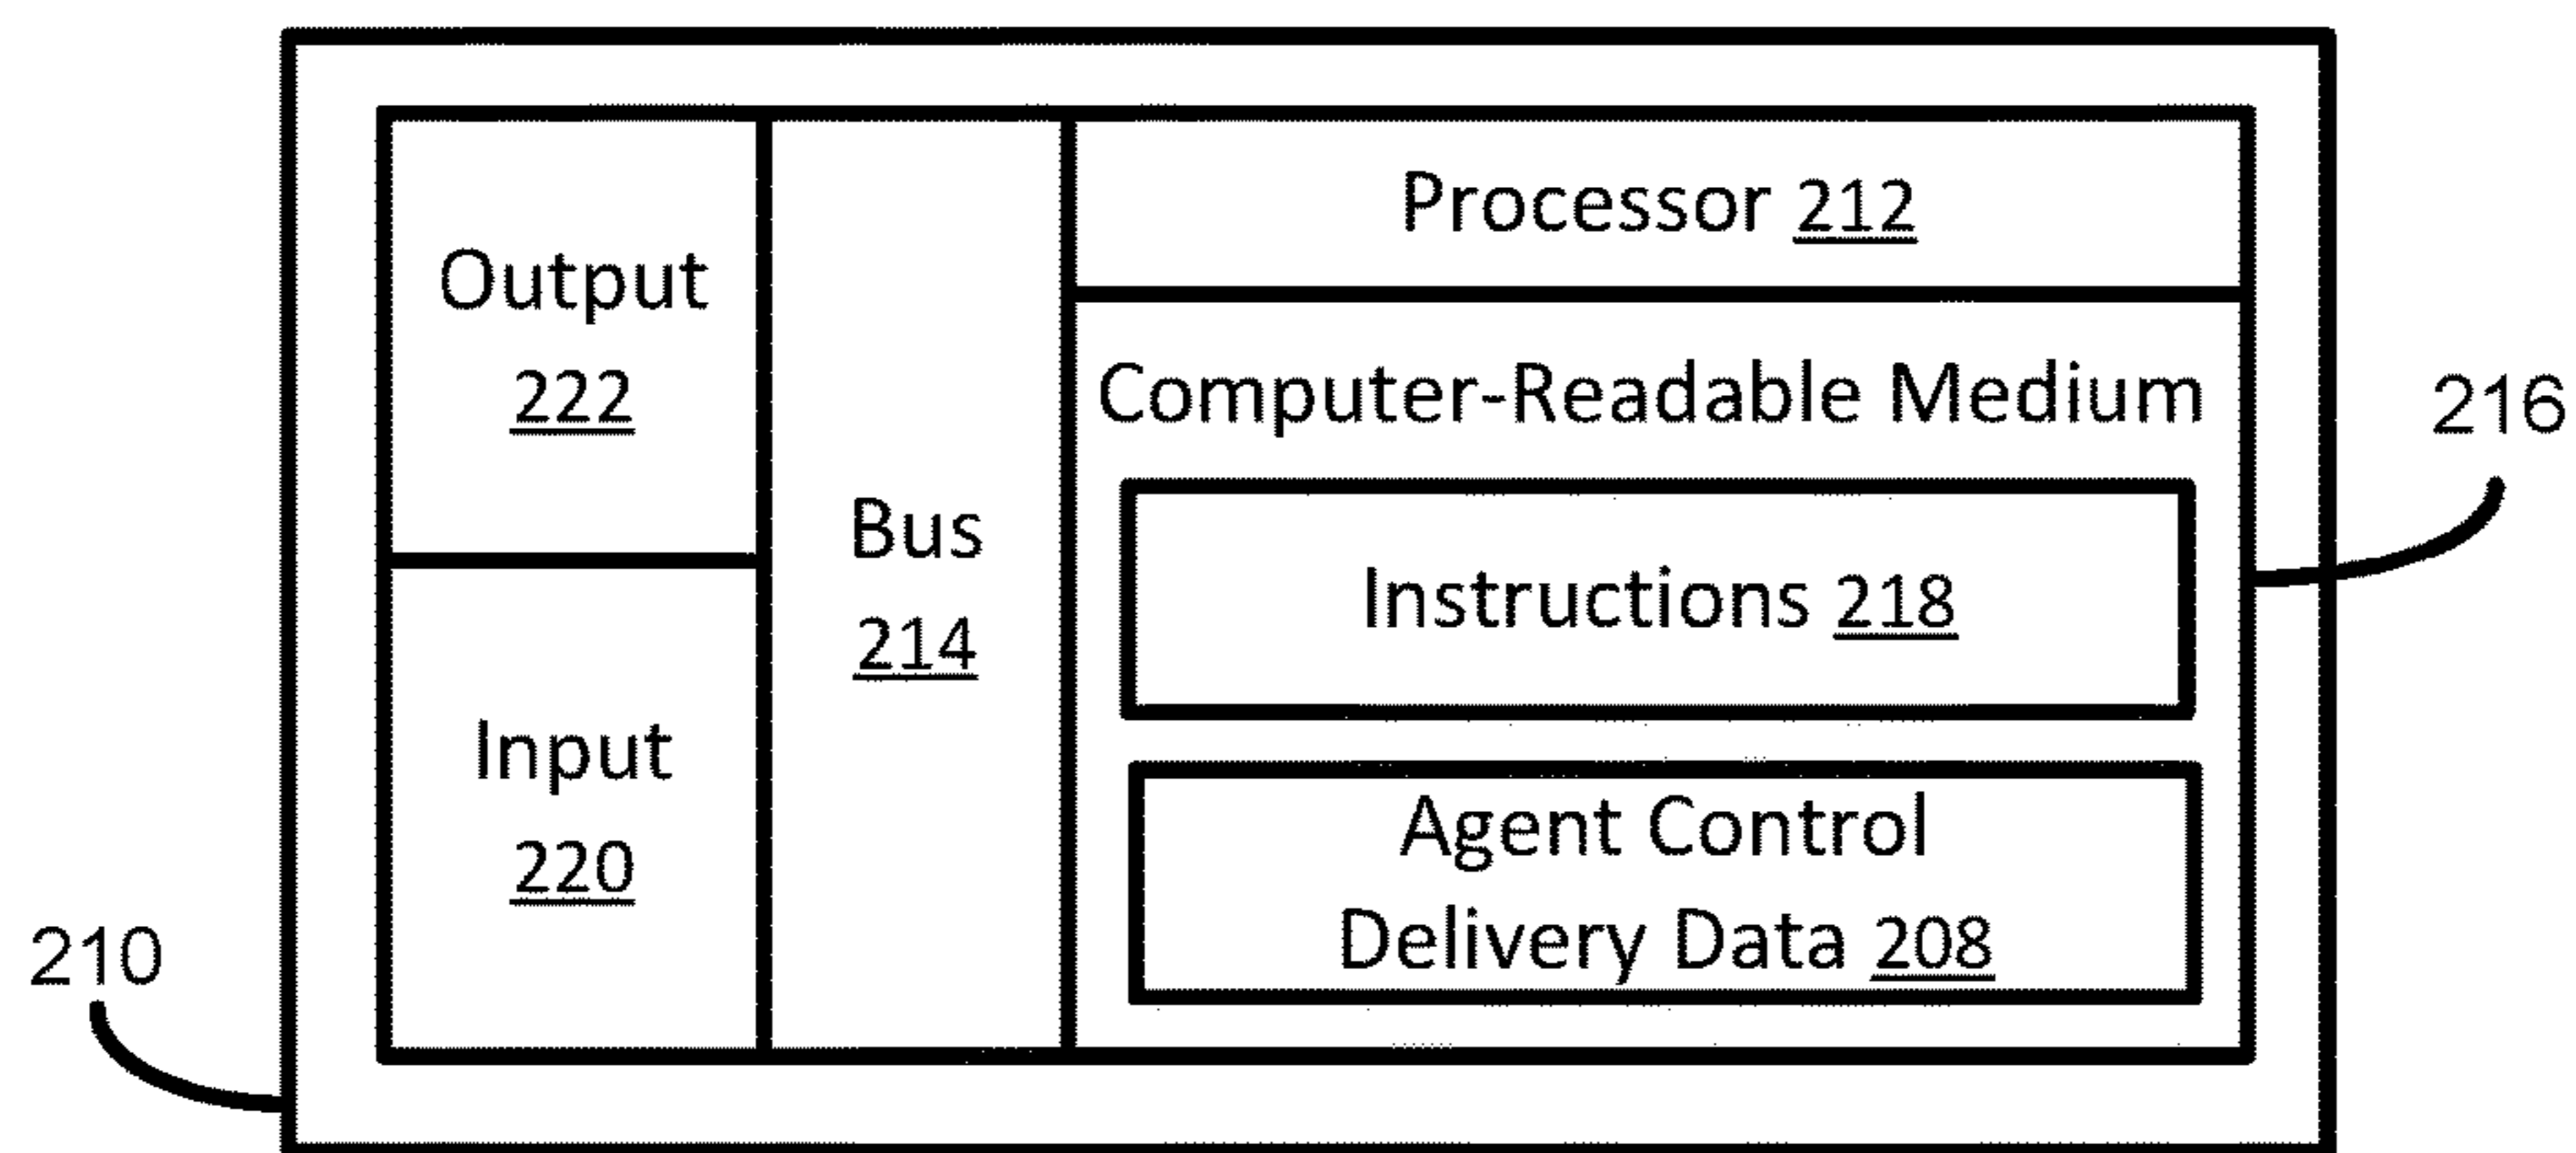 Output
222
Input
220
Bus
214
Processor 212
Computer-Readable Medium
Instructions 218
Agent Control
Delivery Data 208
216
210